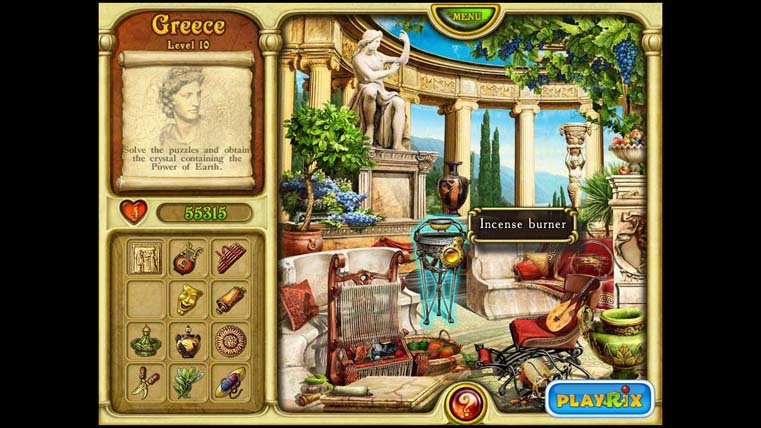 MENU
Greece
Level 10
Solve the puzzles and obtain
the crystal containing the
Power of Earth.
4
55315
Incense burner
?
PLAYRIX